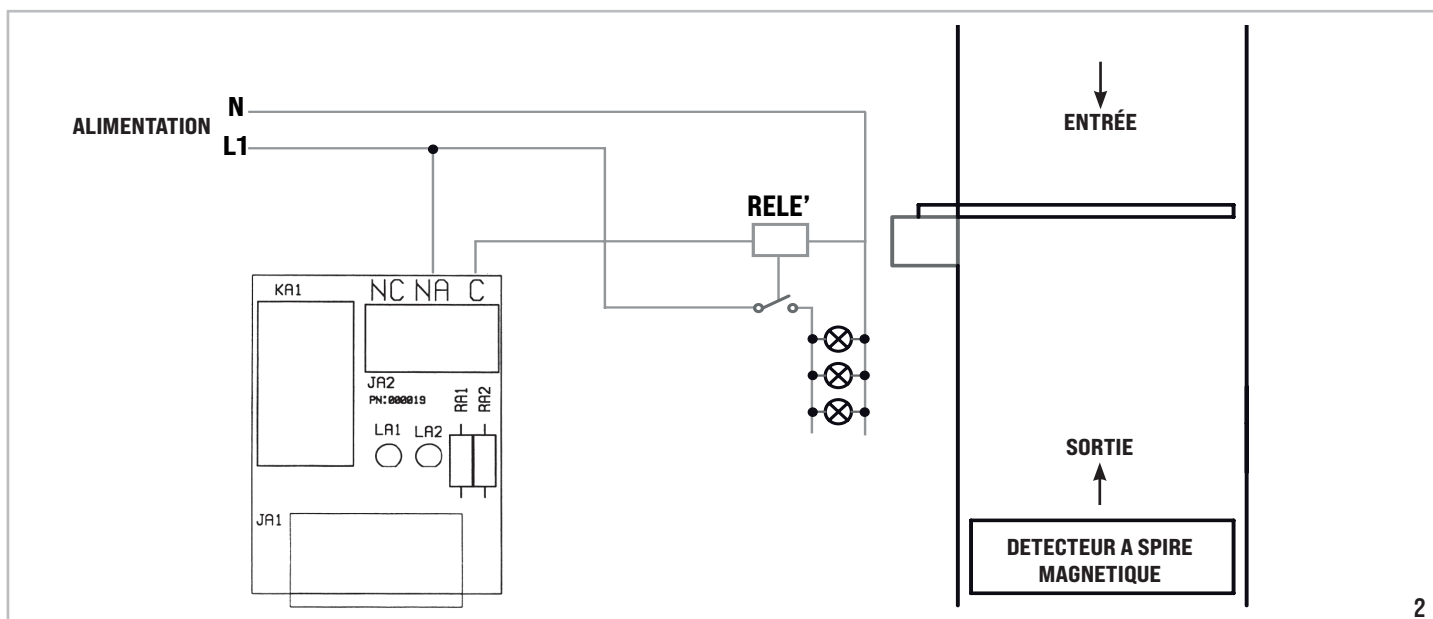 N
ALIMENTATION
L1
RELE’
ENTRÉE
KA1
NC NA C
JA2
PN:000019
RA1
RA2
LA1 LA2
JA1
SORTIE
DETECTEUR A SPIRE
MAGNETIQUE
2